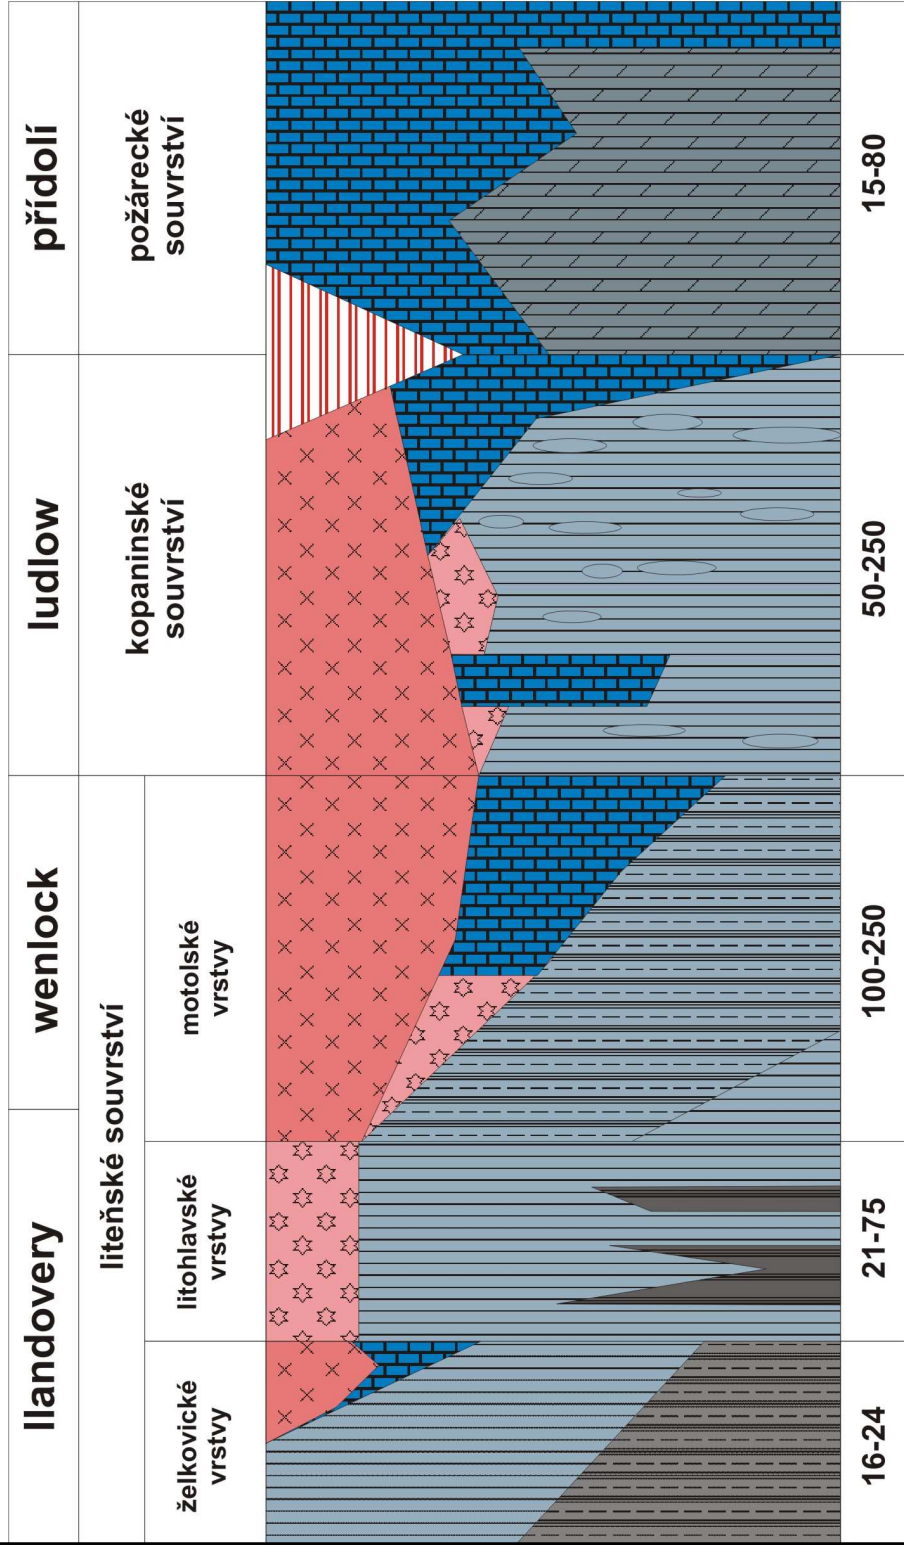 přídolí
požárecké
souvrství
15-80
ludlow
kopaninské
souvrství
50-250
wenlock
liteňské souvrství
motolské
vrstvy
100-250
llandovery
litohlavské
vrstvy
21-75
želkovické
vrstvy
16-24